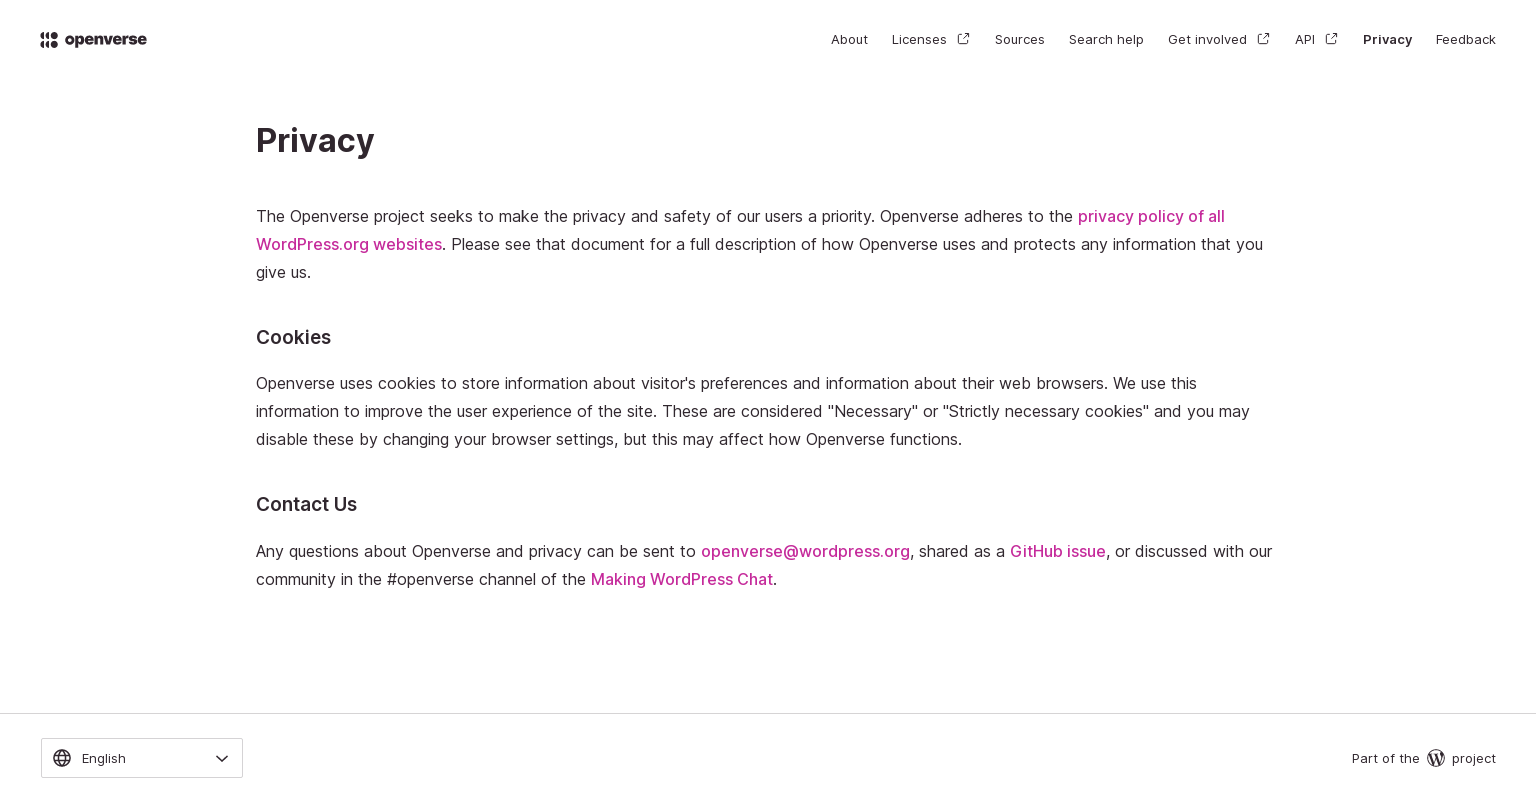 openverse
About
Licenses
Sources
Search help
Get involved
API
Privacy
Feedback
Privacy
The Openverse project seeks to make the privacy and safety of our users a priority. Openverse adheres to the privacy policy of all
WordPress.org websites. Please see that document for a full description of how Openverse uses and protects any information that you
give us.
Cookies
Openverse uses cookies to store information about visitor's preferences and information about their web browsers. We use this
information to improve the user experience of the site. These are considered "Necessary" or "Strictly necessary cookies" and you may
disable these by changing your browser settings, but this may affect how Openverse functions.
Contact Us
Any questions about Openverse and privacy can be sent to openverse@wordpress.org, shared as a GitHub issue, or discussed with our
community in the #openverse channel of the Making WordPress Chat.
English
Part of the project